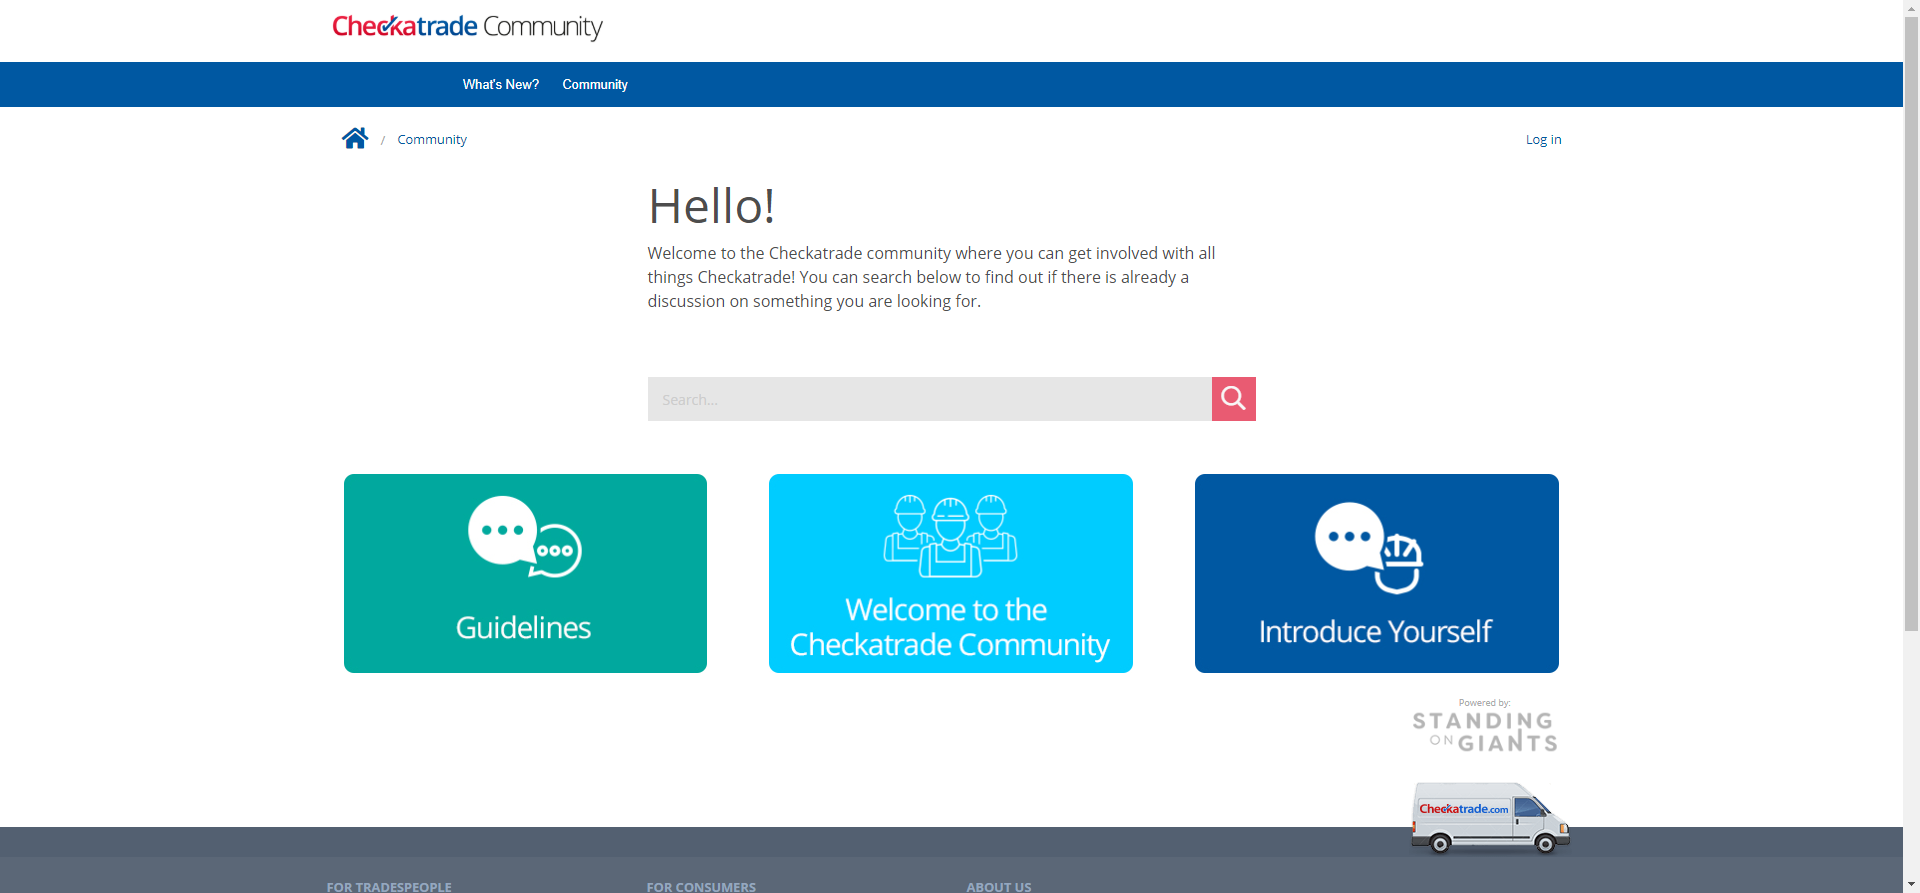 Checkatrade Community
What's New? Community
/ Community
Log in
Hello!
Welcome to the Checkatrade community where you can get involved with all
things Checkatrade! You can search below to find out if there is already a
discussion on something you are looking for.
Search...
Guidelines
Welcome to the
Checkatrade Community
Introduce Yourself
Powered by:
STANDING
ON GIANTS
Checkatrade.com
FOR TRADESPEOPLE
FOR CONSUMERS
ABOUT US